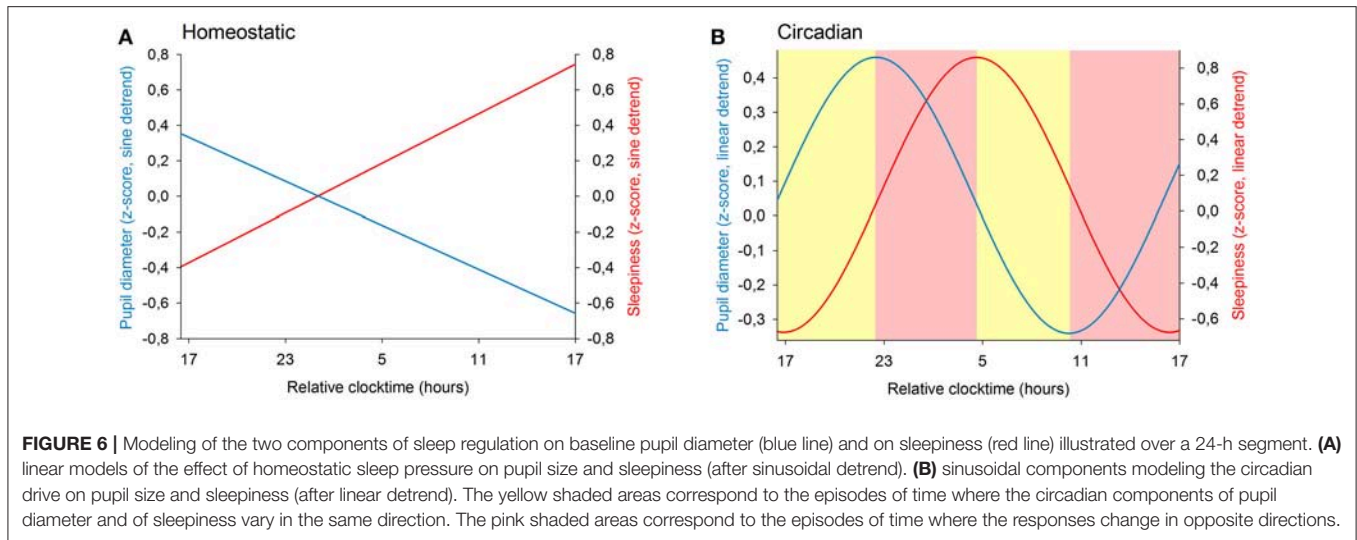 A Homeostatic
0,8
0,6
0,4
0,2
0,0
-0,2
-0,4
-0,6
-0,8
Pupil diameter (z-score, sine detrend)
0,8
0,6
0,4
0,2
0,0
-0,2
-0,4
-0,6
-0,8
Sleepiness (z-score, sine detrend)
17 23 5 11 17
Relative clocktime (hours)
B Circadian
0,4
0,3
0,2
0,1
0,0
-0,1
-0,2
-0,3
Pupil diameter (z-score, linear detrend)
0,8
0,6
0,4
0,2
0,0
-0,2
-0,4
-0,6
Sleepiness (z-score, linear detrend)
17 23 5 11 17
Relative clocktime (hours)
FIGURE 6 | Modeling of the two components of sleep regulation on baseline pupil diameter (blue line) and on sleepiness (red line) illustrated over a 24-h segment. (A)
linear models of the effect of homeostatic sleep pressure on pupil size and sleepiness (after sinusoidal detrend). (B) sinusoidal components modeling the circadian
drive on pupil size and sleepiness (after linear detrend). The yellow shaded areas correspond to the episodes of time where the circadian components of pupil
diameter and of sleepiness vary in the same direction. The pink shaded areas correspond to the episodes of time where the responses change in opposite directions.